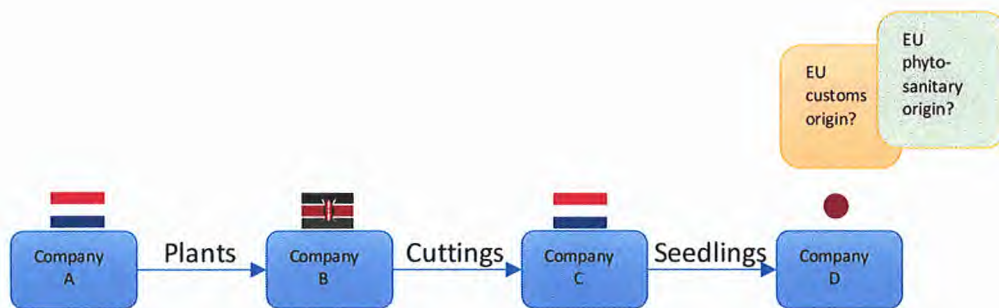 EU
customs
origin?
EU
phyto-
sanitary
origin?
Company
A
Plants
Company
B
Cuttings
Company
C
Seedlings
Company
D